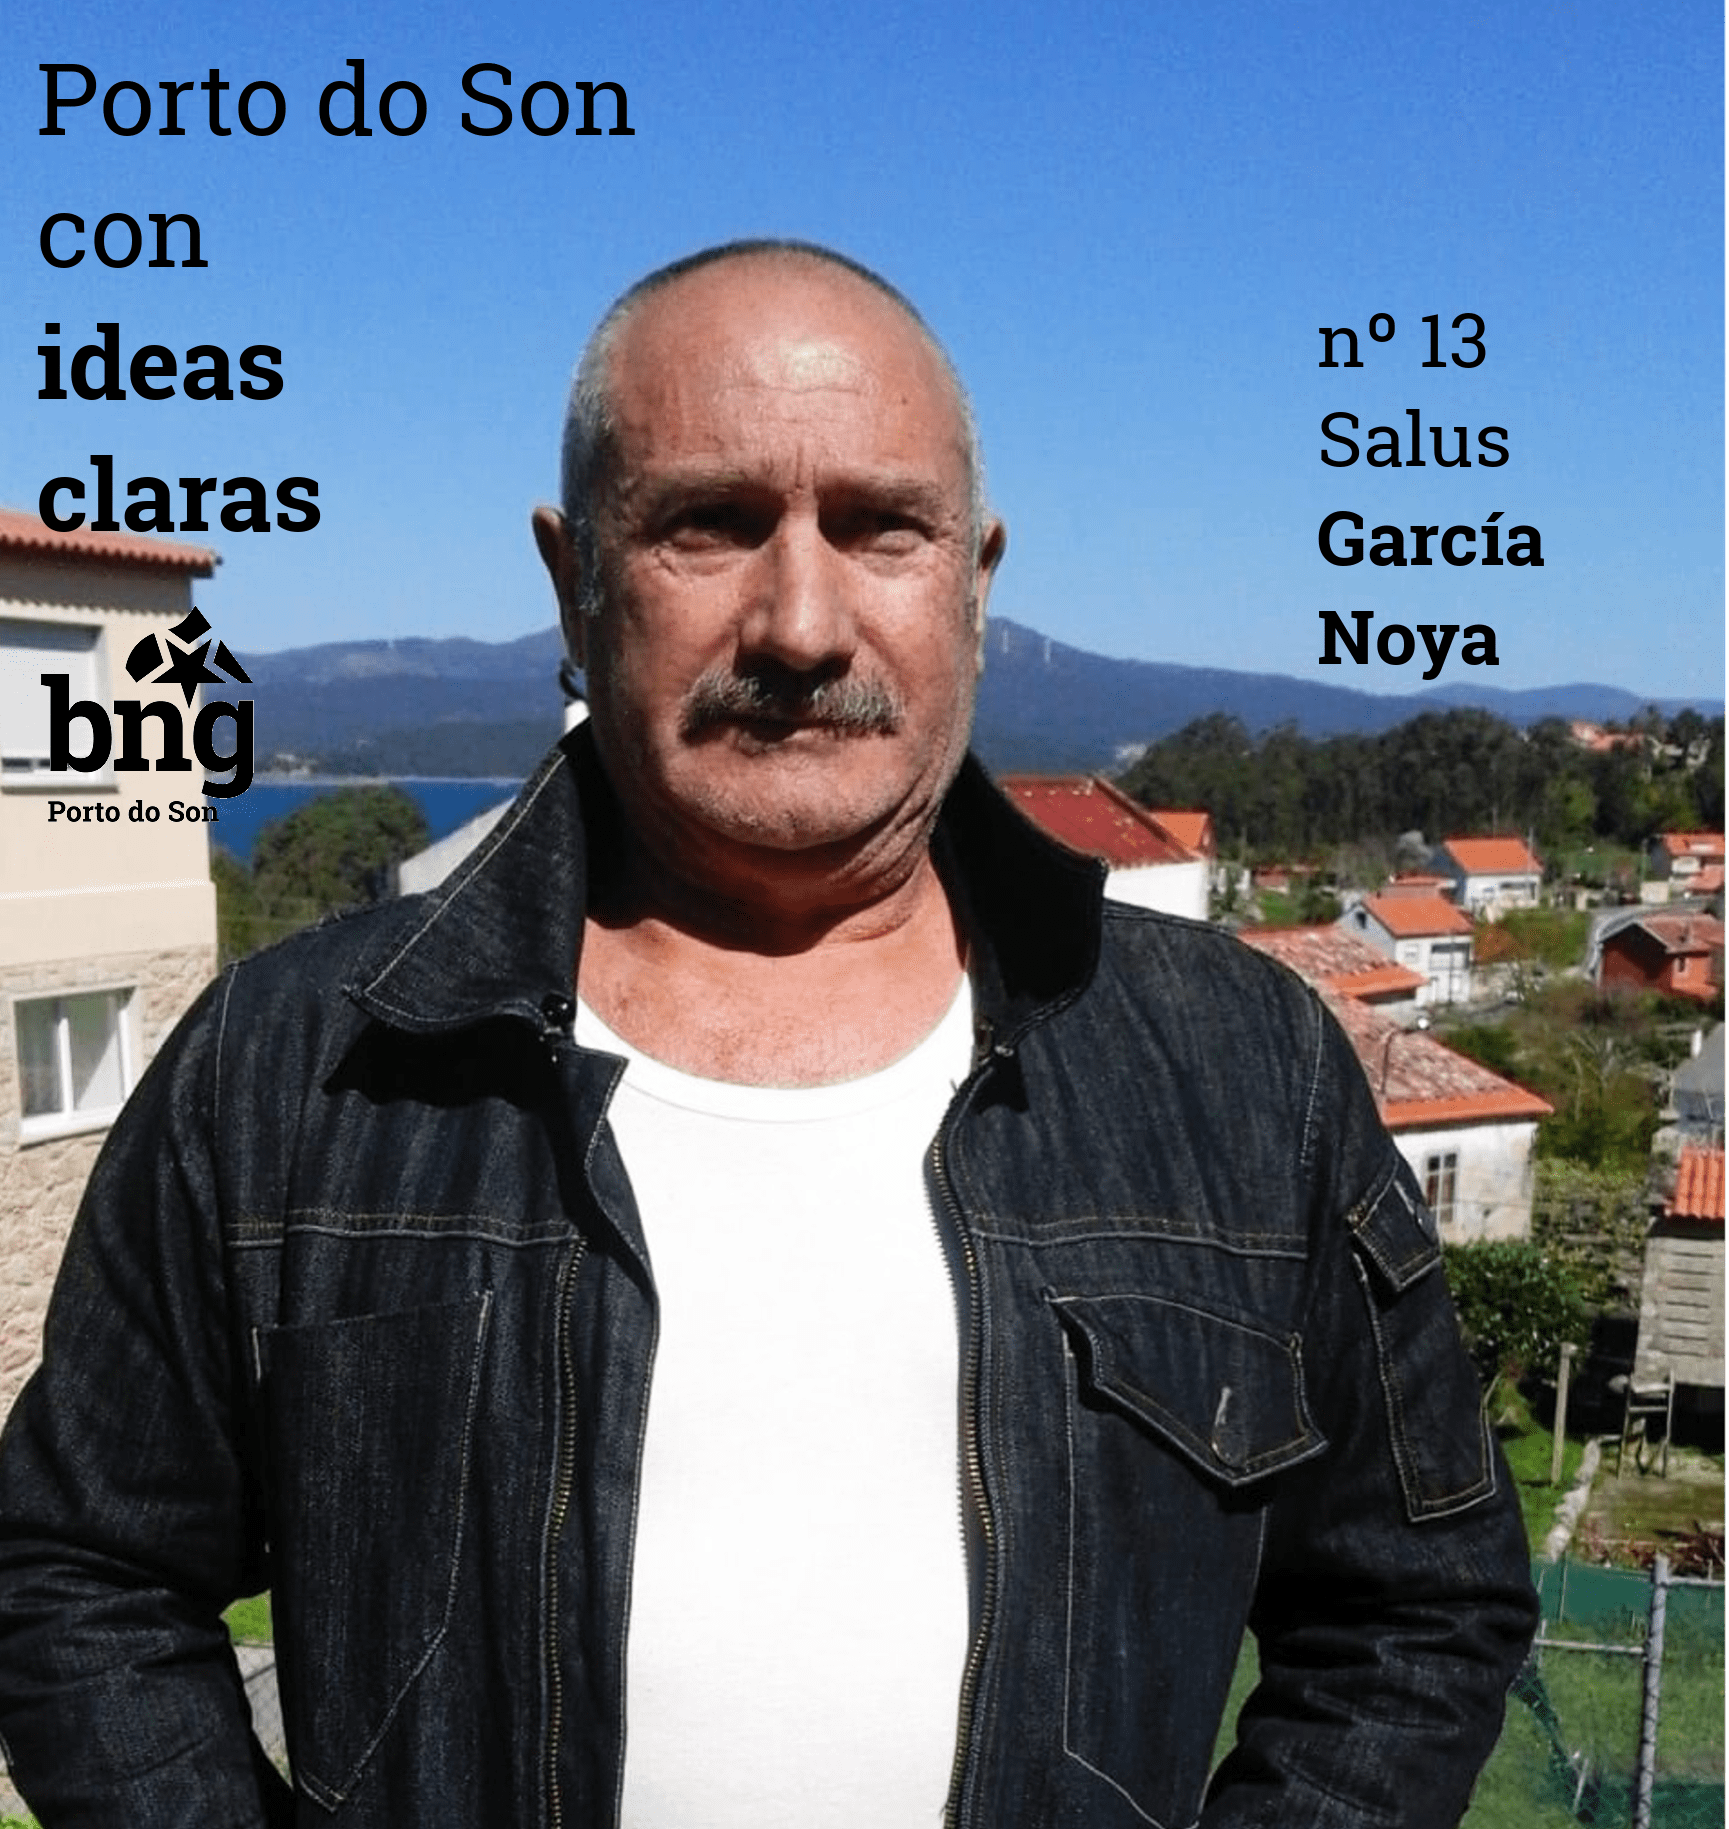 Porto do Son
con
ideas
claras
bng
Porto do Son
nº 13
Salus
García
Noya